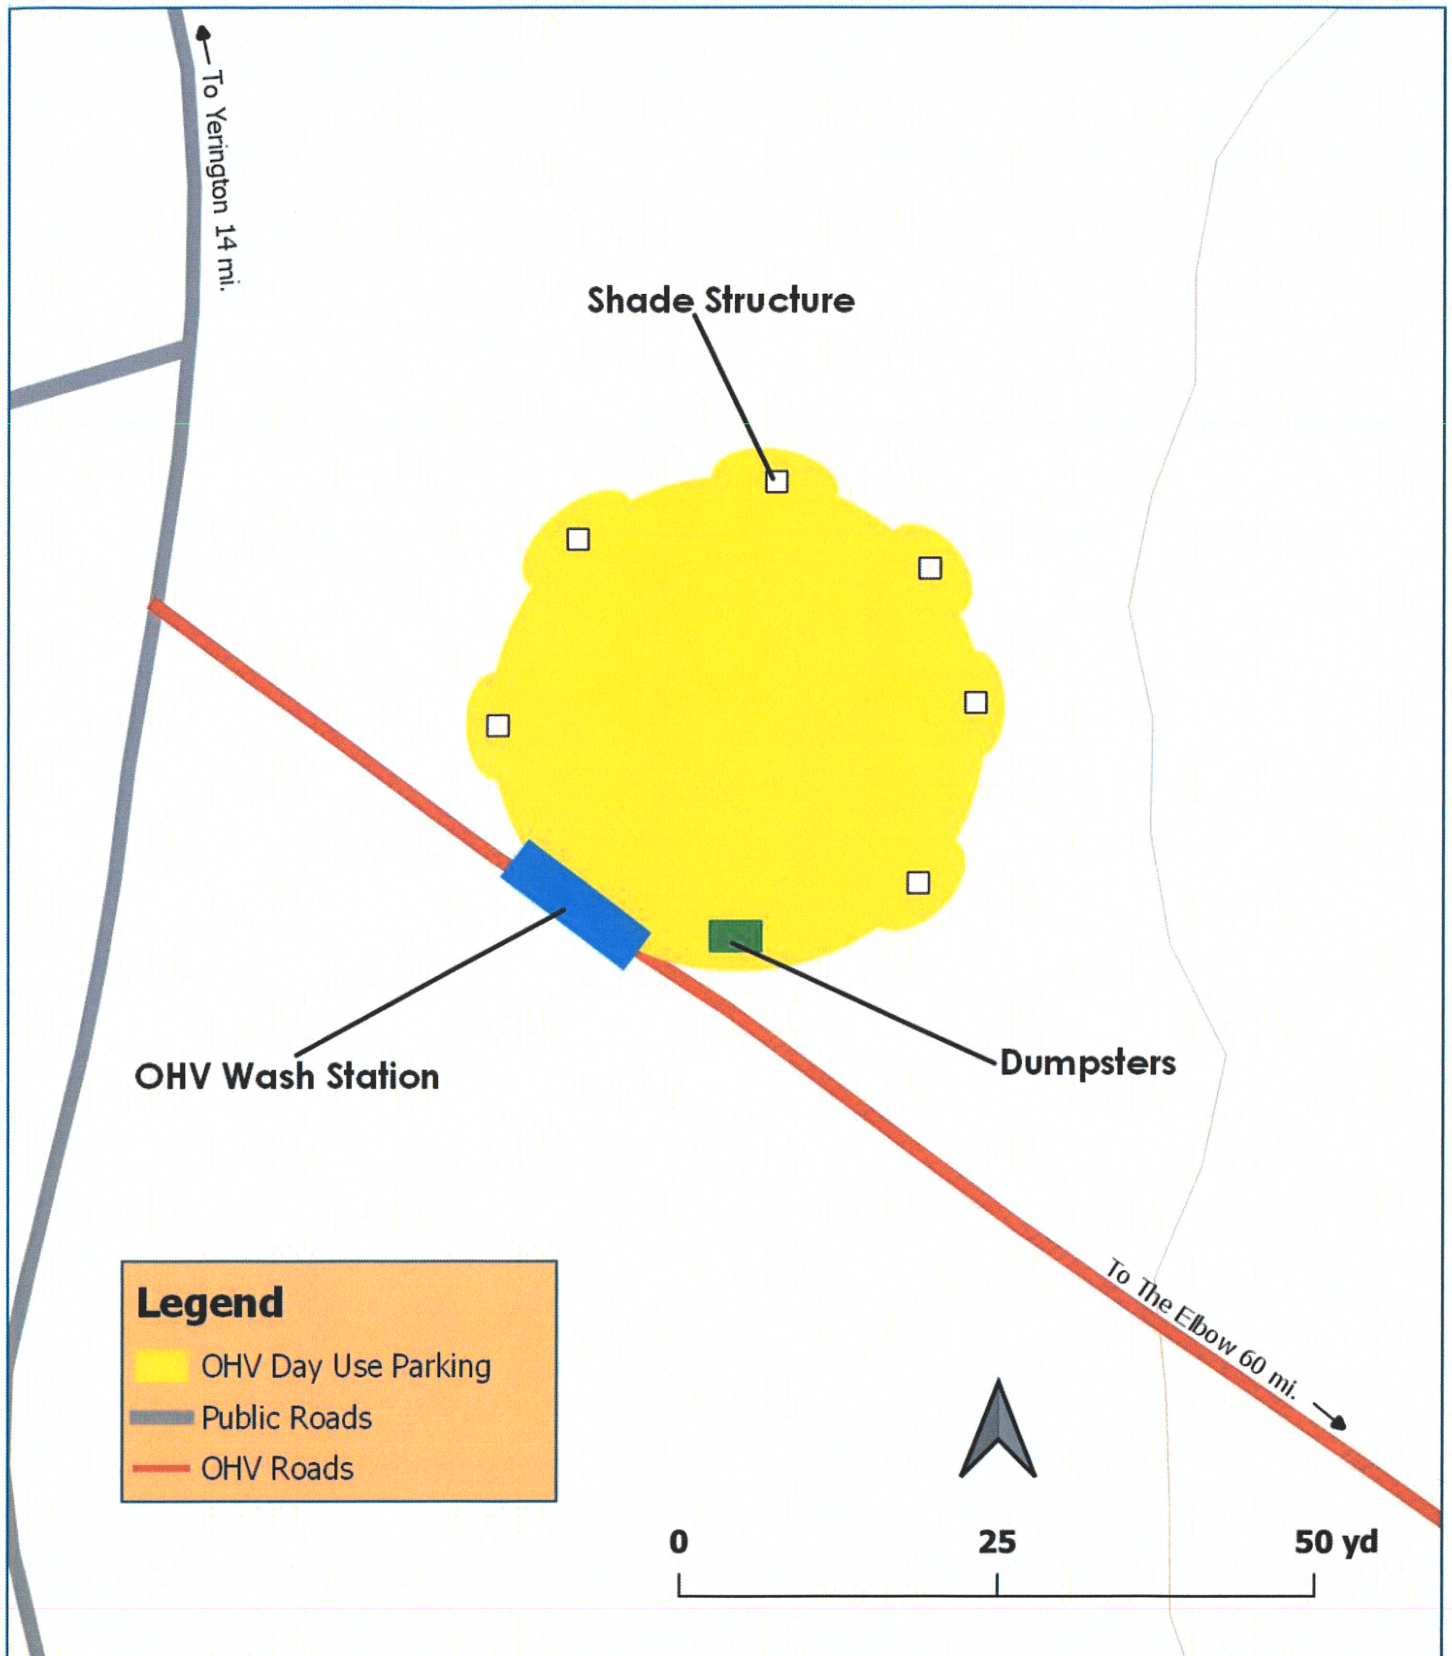 To Yerington 14 mi.
Shade Structure
OHV Wash Station
Dumpsters
To The Elbow 60 mi.
Legend
OHV Day Use Parking
Public Roads
OHV Roads
0 25 50 yd